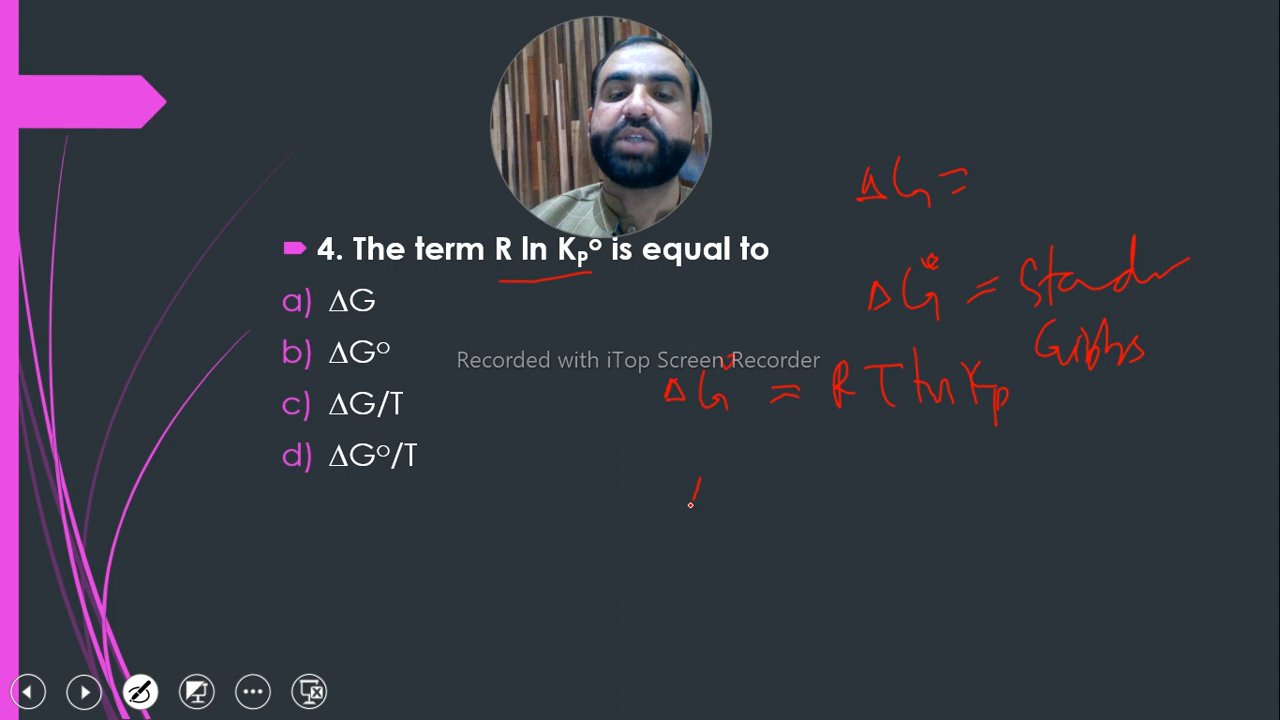 4. The term R ln Kₚ° is equal to
a) ΔG
b) ΔG°
c) ΔG/T
d) ΔG°/T
Recorded with iTop Screen Recorder
ΔG =
ΔG° =
Gibbs
ΔG° = RT ln Kp